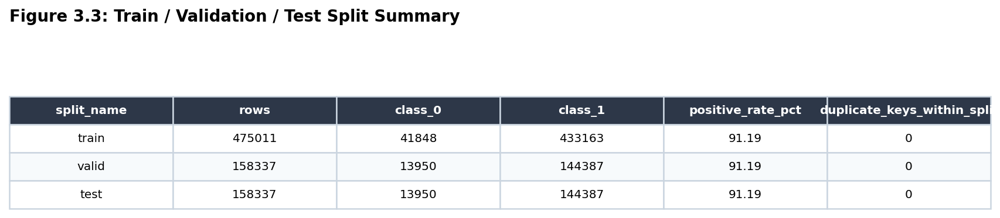 Figure 3.3: Train / Validation / Test Split Summary
split_name rows class_0 class_1 positive_rate_pct duplicate_keys_within_spli
train 475011 41848 433163 91.19 0
valid 158337 13950 144387 91.19 0
test 158337 13950 144387 91.19 0